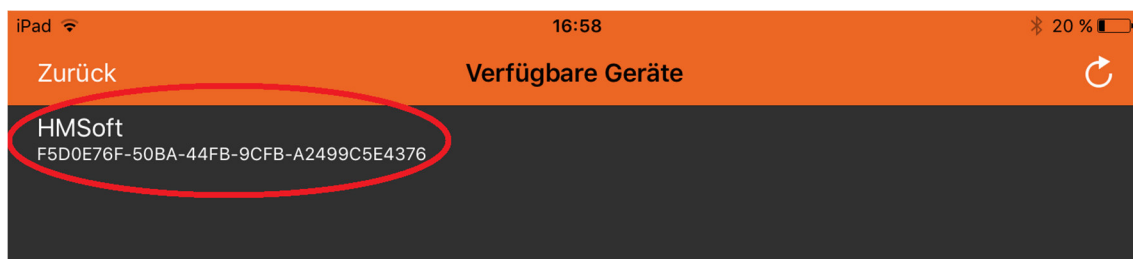 iPad 16:58 20 %
Zurück Verfügbare Geräte
HMSoft
F5D0E76F-50BA-44FB-9CFB-A2499C5E4376